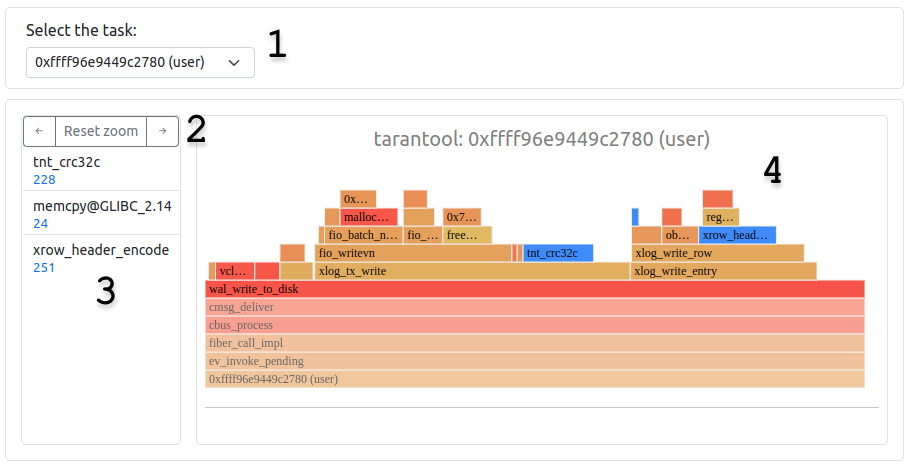 Select the task:
0xffff96e9449c2780 (user)
1
← Reset zoom →
2
tnt_crc32c
228
memcpy@GLIBC_2.14
24
xrow_header_encode
251
3
tarantool: 0xffff96e9449c2780 (user)
4
0x...
malloc... 0x7... reg...
fio_batch_n... fio_... free... ob... xrow_head...
fio_writevn tnt_crc32c xlog_write_row
vcl... xlog_tx_write xlog_write_entry
wal_write_to_disk
cmsg_deliver
cbus_process
fiber_call_impl
ev_invoke_pending
0xffff96e9449c2780 (user)